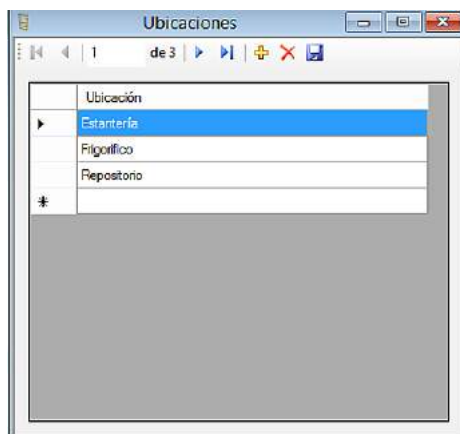 Ubicaciones
1 de 3
Ubicación
Estantería
Frigorífico
Repositorio